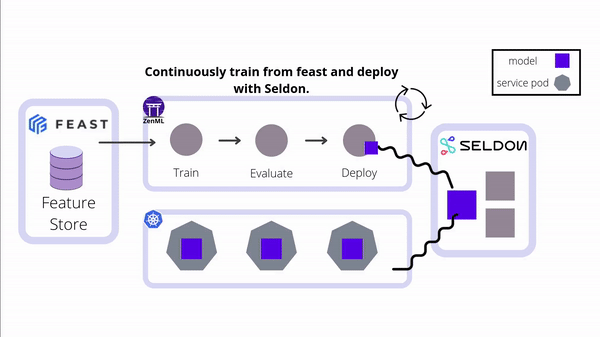 Continuously train from feast and deploy
with Seldon.
model
service pod
FEAST
Feature
Store
ZenML
Train
Evaluate
Deploy
SELDON